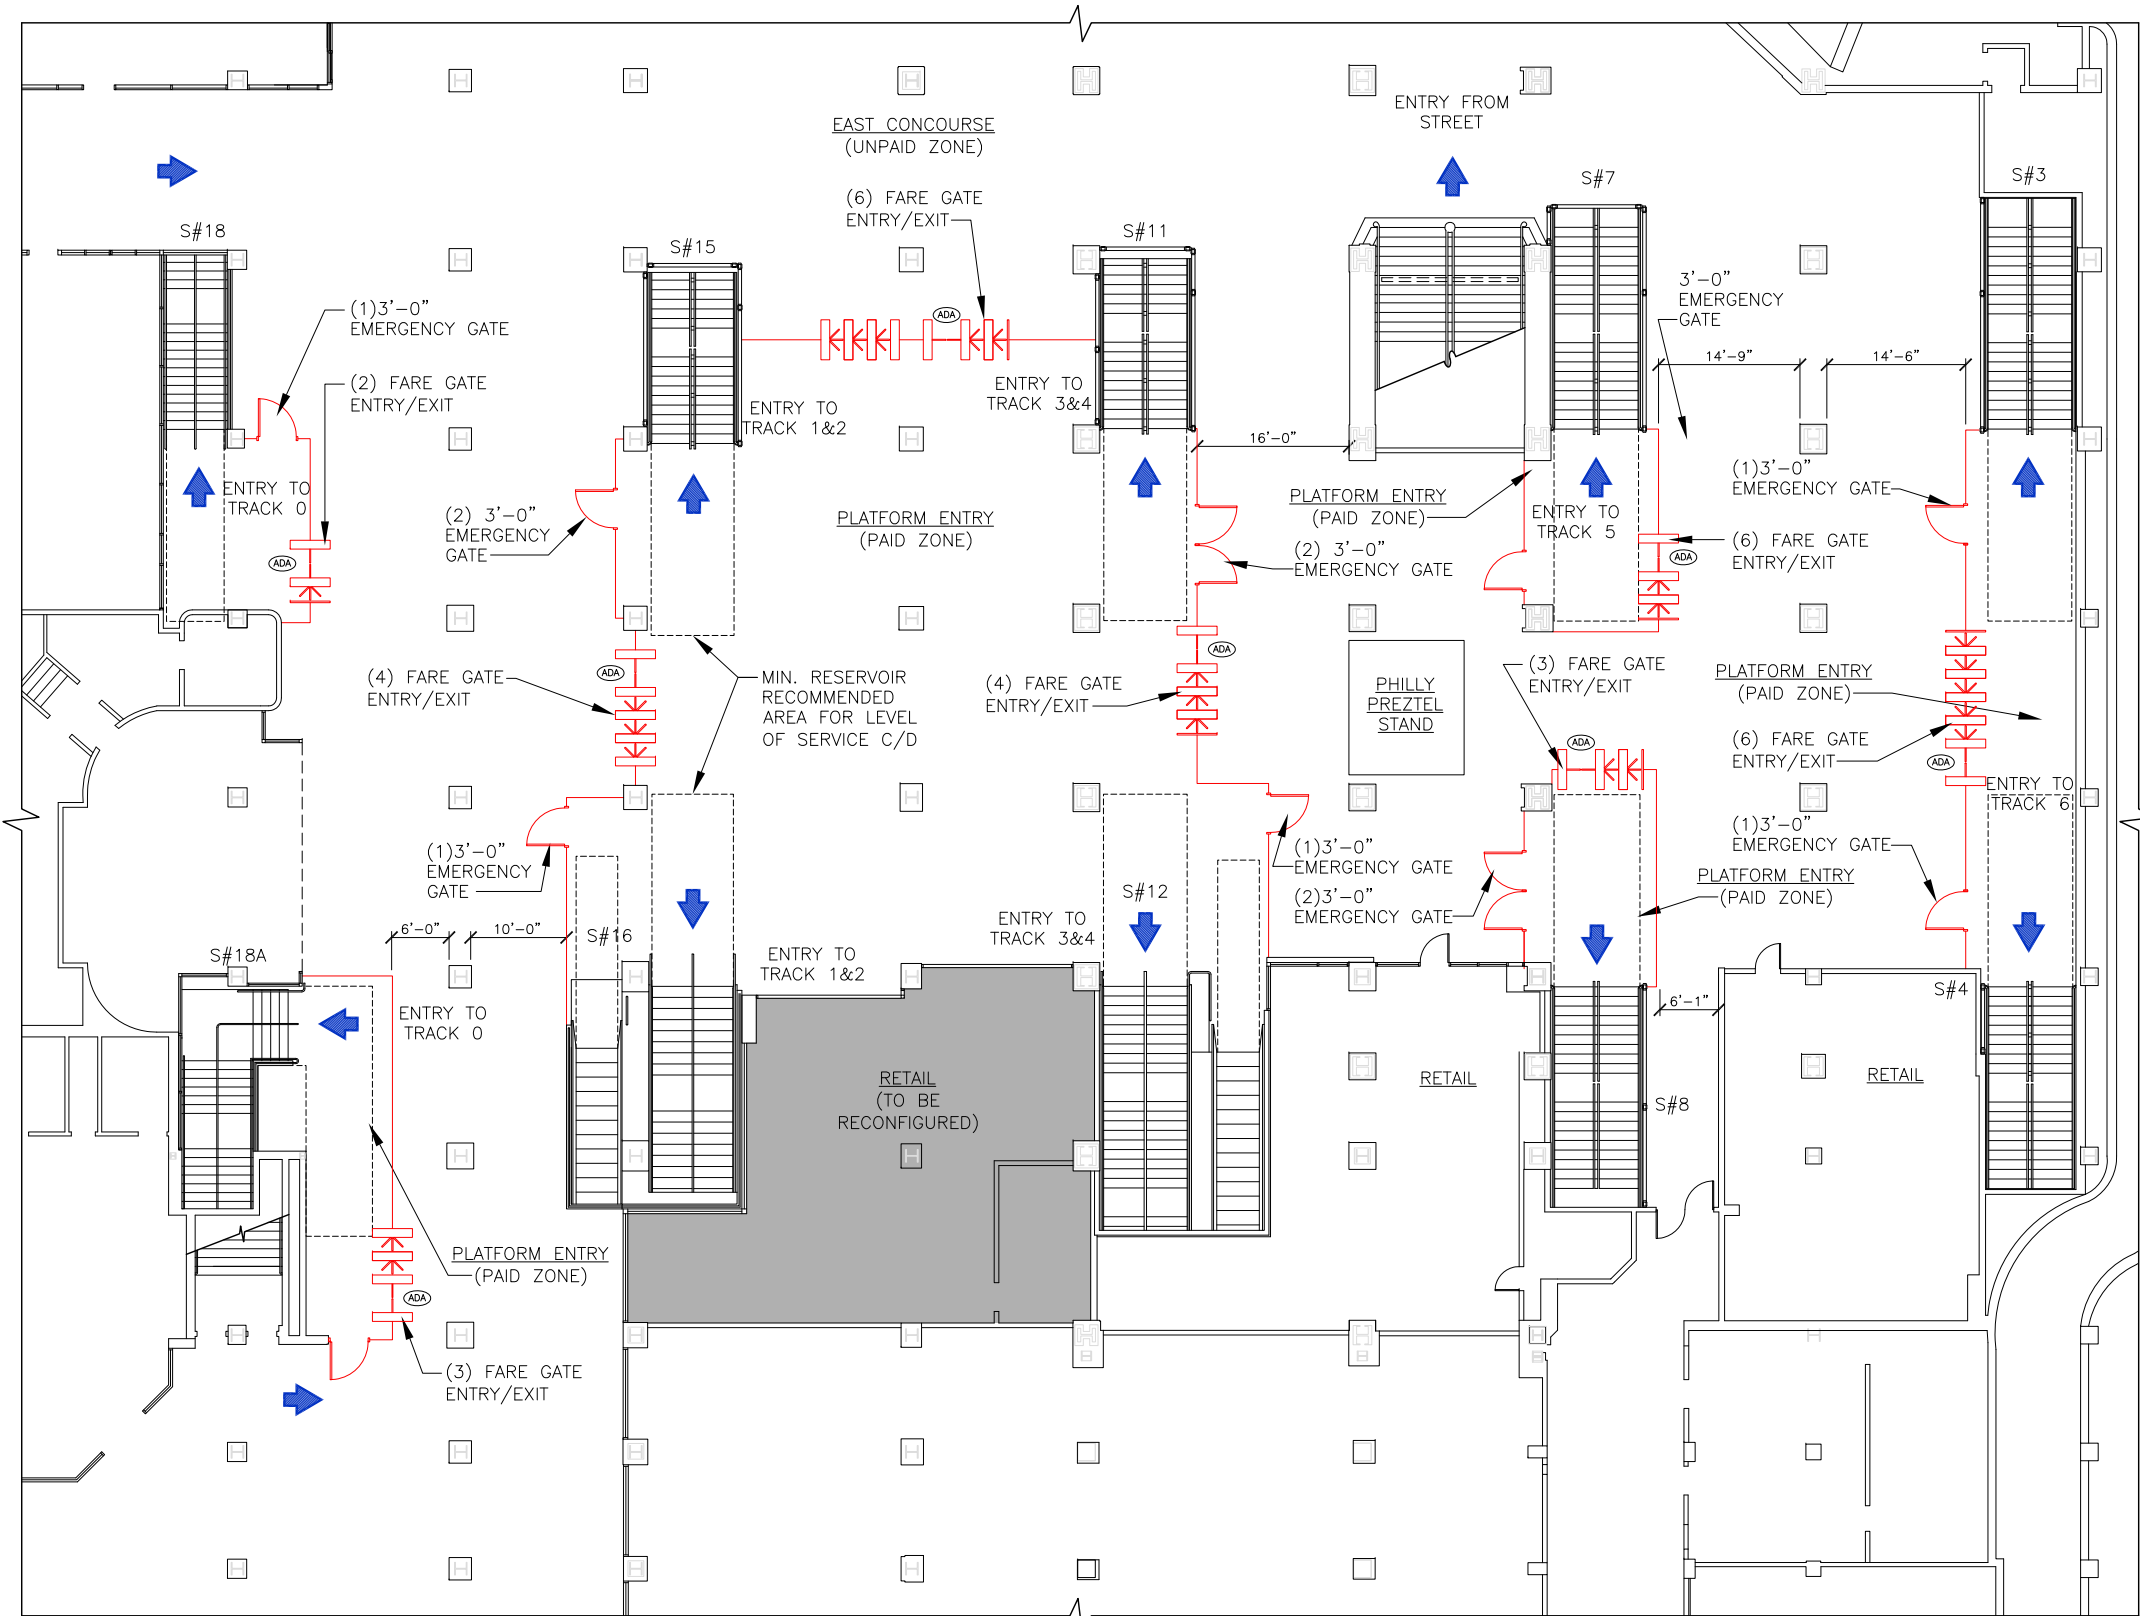 ENTRY FROM
STREET
EAST CONCOURSE
(UNPAID ZONE)
S#7
S#3
(6) FARE GATE
ENTRY/EXIT
S#18
S#15
S#11
(1)3'-0"
EMERGENCY GATE
3'-0"
EMERGENCY
GATE
ADA
14'-9"
14'-6"
(2) FARE GATE
ENTRY/EXIT
ENTRY TO
TRACK 3&4
ENTRY TO
TRACK 1&2
16'-0"
(1)3'-0"
EMERGENCY GATE
ENTRY TO
TRACK 0
PLATFORM ENTRY
(PAID ZONE)
(2) 3'-0"
EMERGENCY
GATE
PLATFORM ENTRY
(PAID ZONE)
ENTRY TO
TRACK 5
(2) 3'-0"
EMERGENCY GATE
(6) FARE GATE
ENTRY/EXIT
ADA
ADA
(4) FARE GATE
ENTRY/EXIT
ADA
MIN. RESERVOIR
RECOMMENDED
AREA FOR LEVEL
OF SERVICE C/D
(4) FARE GATE
ENTRY/EXIT
ADA
PHILLY
PREZTEL
STAND
(3) FARE GATE
ENTRY/EXIT
PLATFORM ENTRY
(PAID ZONE)
ADA
(6) FARE GATE
ENTRY/EXIT
ADA
ENTRY TO
TRACK 6
(1)3'-0"
EMERGENCY
GATE
(1)3'-0"
EMERGENCY GATE
(1)3'-0"
EMERGENCY GATE
(2)3'-0"
EMERGENCY GATE
PLATFORM ENTRY
(PAID ZONE)
S#12
6'-0"
10'-0"
S#16
ENTRY TO
TRACK 3&4
S#18A
ENTRY TO
TRACK 1&2
S#4
ENTRY TO
TRACK 0
6'-1"
RETAIL
(TO BE
RECONFIGURED)
RETAIL
RETAIL
S#8
PLATFORM ENTRY
(PAID ZONE)
ADA
(3) FARE GATE
ENTRY/EXIT